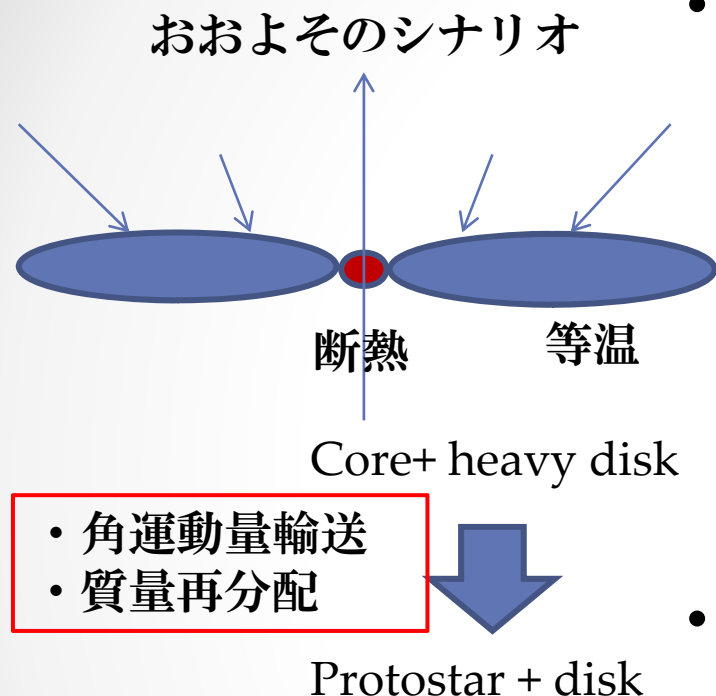 おおよそのシナリオ
断熱
等温
Core+ heavy disk
・角運動量輸送
・質量再分配
Protostar + disk